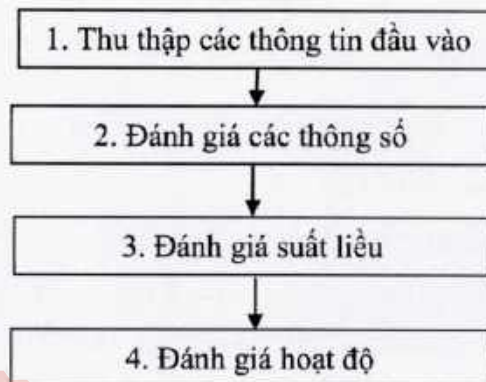 1. Thu thập các thông tin đầu vào
2. Đánh giá các thông số
3. Đánh giá suất liều
4. Đánh giá hoạt độ